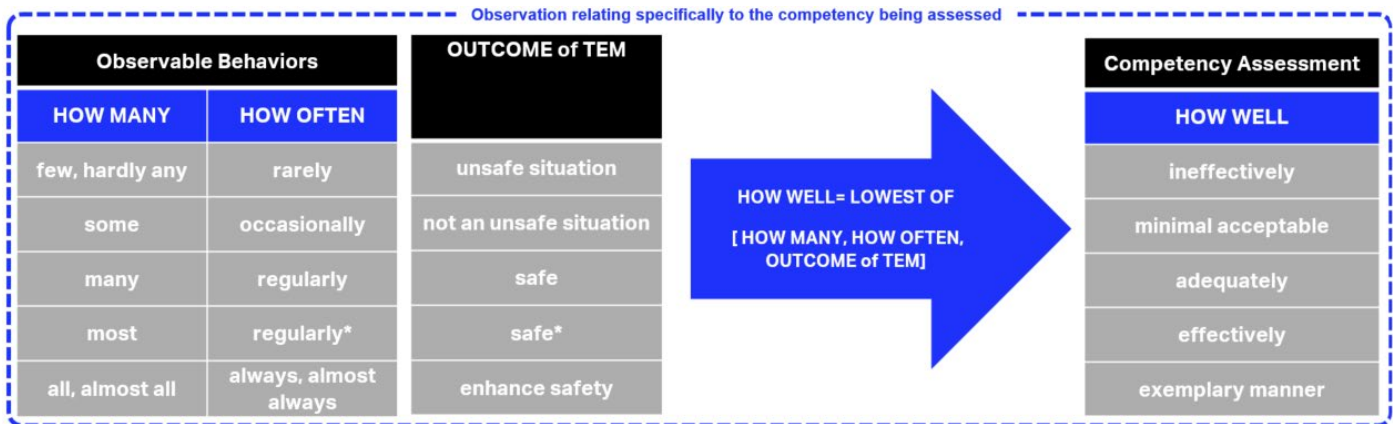 Observation relating specifically to the competency being assessed
Observable Behaviors
OUTCOME of TEM
HOW MANY
HOW OFTEN
few, hardly any
rarely
unsafe situation
some
occasionally
not an unsafe situation
many
regularly
safe
most
regularly*
safe*
all, almost all
always, almost
always
enhance safety
HOW WELL= LOWEST OF
[ HOW MANY, HOW OFTEN,
OUTCOME of TEM]
Competency Assessment
HOW WELL
ineffectively
minimal acceptable
adequately
effectively
exemplary manner